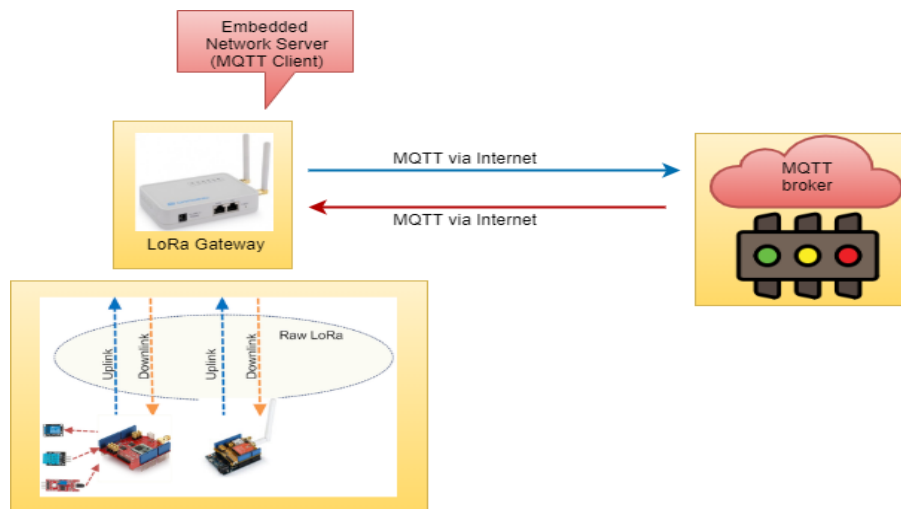 Embedded
Network Server
(MQTT Client)
MQTT via Internet
MQTT via Internet
MQTT
broker
LoRa Gateway
Raw LoRa
Uplink
Downlink
Uplink
Downlink